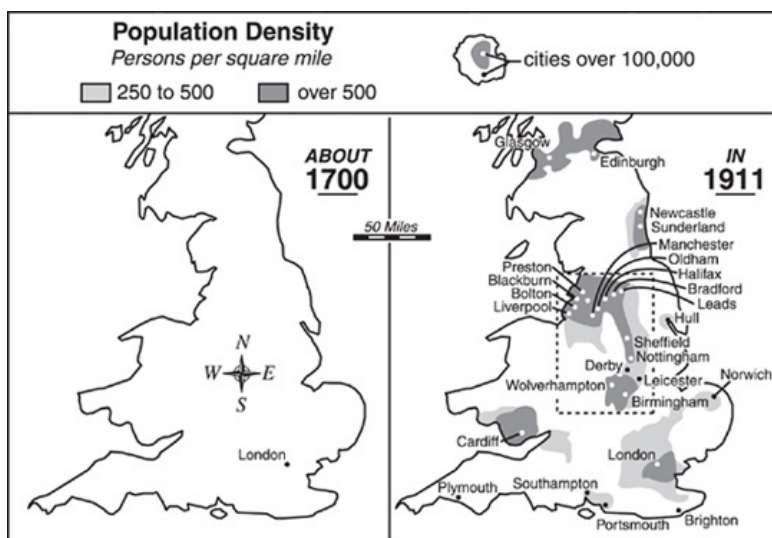 Population Density
Persons per square mile
250 to 500
over 500
cities over 100,000
ABOUT
1700
50 Miles
N
W
E
S
London
IN
1911
Glasgow
Edinburgh
Newcastle
Sunderland
Manchester
Oldham
Halifax
Bradford
Leads
Preston
Blackburn
Bolton
Liverpool
Hull
Sheffield
Nottingham
Derby
Leicester
Norwich
Wolverhampton
Birmingham
Cardiff
London
Southampton
Plymouth
Portsmouth
Brighton